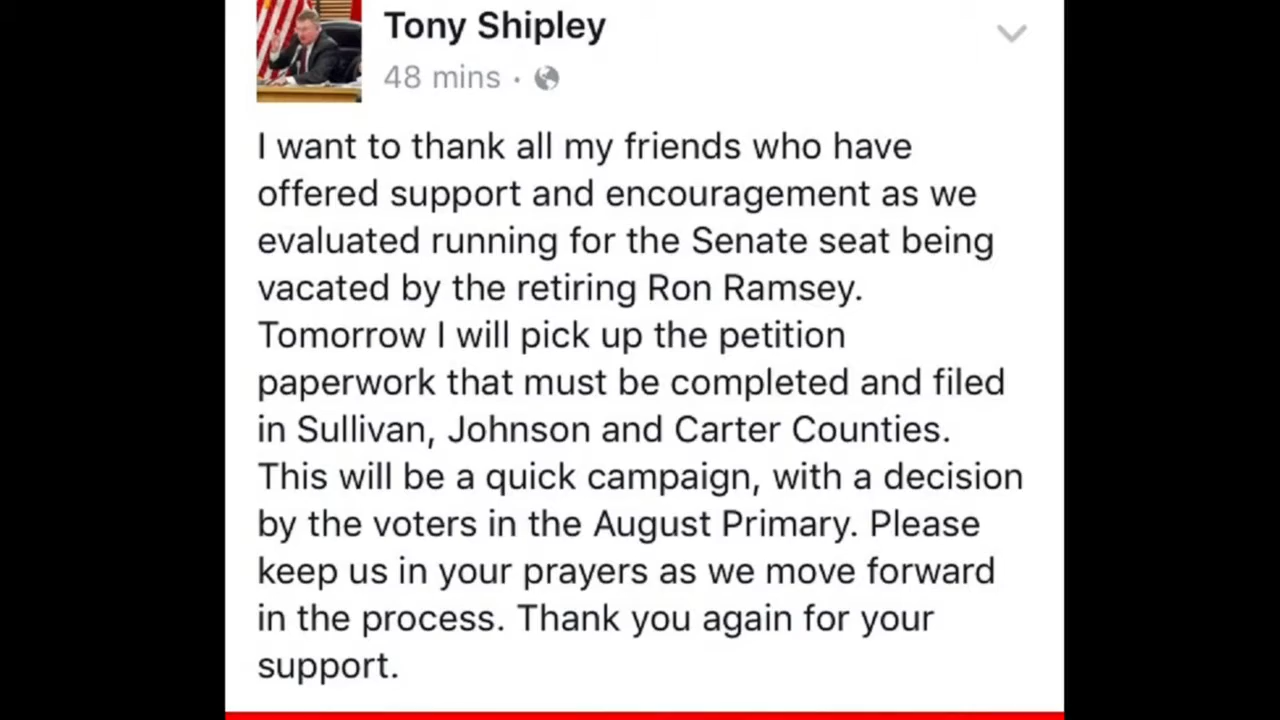 Tony Shipley
48 mins ·
I want to thank all my friends who have
offered support and encouragement as we
evaluated running for the Senate seat being
vacated by the retiring Ron Ramsey.
Tomorrow I will pick up the petition
paperwork that must be completed and filed
in Sullivan, Johnson and Carter Counties.
This will be a quick campaign, with a decision
by the voters in the August Primary. Please
keep us in your prayers as we move forward
in the process. Thank you again for your
support.